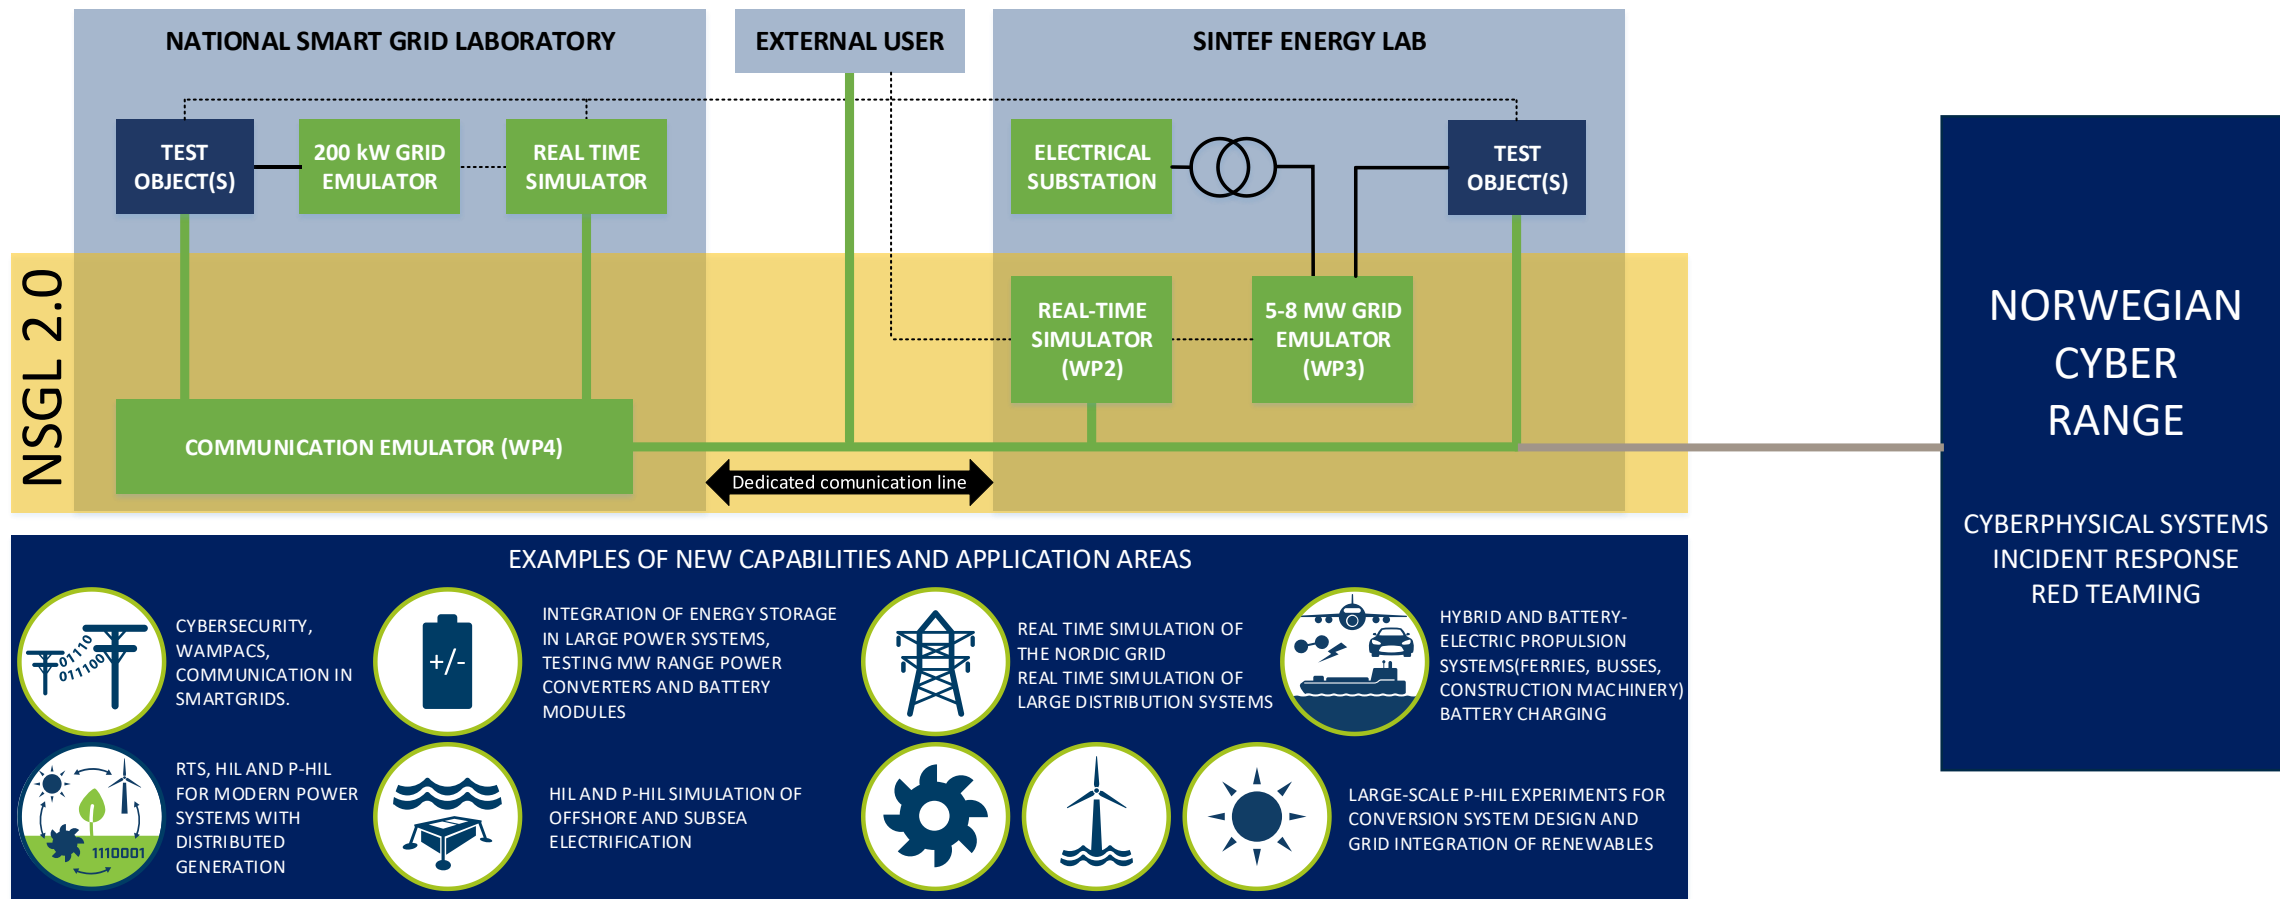 NATIONAL SMART GRID LABORATORY
EXTERNAL USER
SINTEF ENERGY LAB
TEST
OBJECT(S)
200 kW GRID
EMULATOR
REAL TIME
SIMULATOR
ELECTRICAL
SUBSTATION
TEST
OBJECT(S)
NSGL 2.0
REAL-TIME
SIMULATOR
(WP2)
5-8 MW GRID
EMULATOR
(WP3)
COMMUNICATION EMULATOR (WP4)
Dedicated comunication line
NORWEGIAN
CYBER
RANGE
CYBERPHYSICAL SYSTEMS
INCIDENT RESPONSE
RED TEAMING
EXAMPLES OF NEW CAPABILITIES AND APPLICATION AREAS
01110
011100
CYBERSECURITY,
WAMPACS,
COMMUNICATION IN
SMARTGRIDS.
+/-
INTEGRATION OF ENERGY STORAGE
IN LARGE POWER SYSTEMS,
TESTING MW RANGE POWER
CONVERTERS AND BATTERY
MODULES
REAL TIME SIMULATION OF
THE NORDIC GRID
REAL TIME SIMULATION OF
LARGE DISTRIBUTION SYSTEMS
HYBRID AND BATTERY-
ELECTRIC PROPULSION
SYSTEMS(FERRIES, BUSSES,
CONSTRUCTION MACHINERY)
BATTERY CHARGING
1110001
RTS, HIL AND P-HIL
FOR MODERN POWER
SYSTEMS WITH
DISTRIBUTED
GENERATION
HIL AND P-HIL SIMULATION OF
OFFSHORE AND SUBSEA
ELECTRIFICATION
LARGE-SCALE P-HIL EXPERIMENTS FOR
CONVERSION SYSTEM DESIGN AND
GRID INTEGRATION OF RENEWABLES